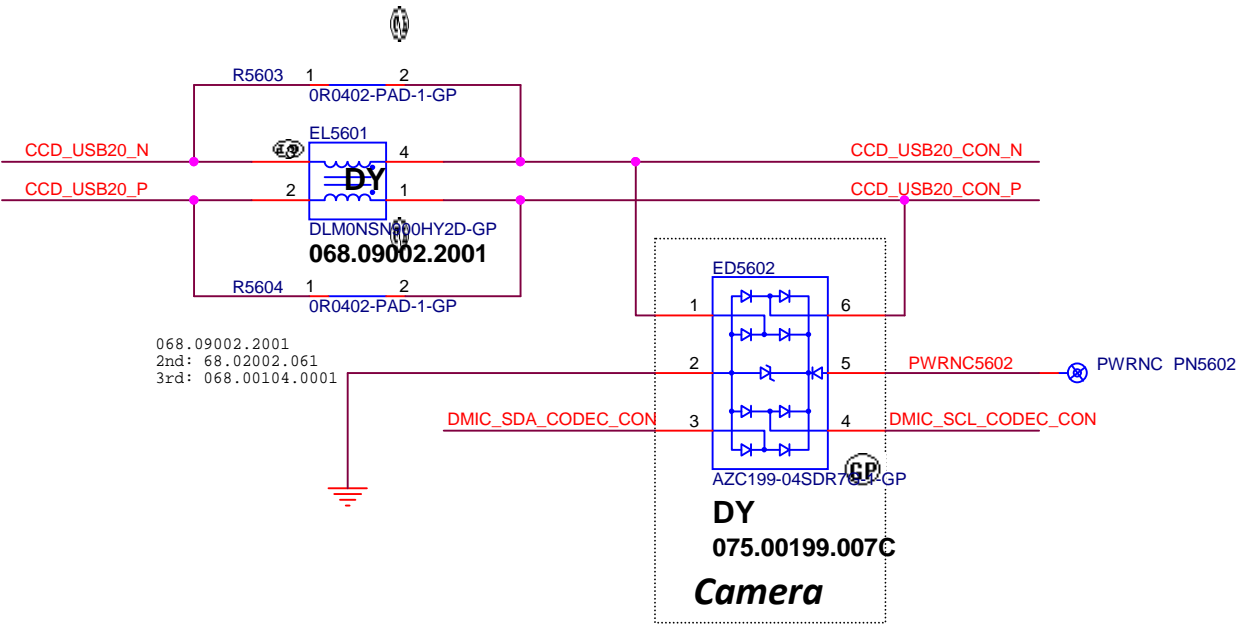 R5603 1 2
0R0402-PAD-1-GP
EL5601
CCD_USB20_N 4 CCD_USB20_CON_N
DY
CCD_USB20_P 2 1 CCD_USB20_CON_P
068.09002.2001
R5604 1 2
0R0402-PAD-1-GP
068.09002.2001
2nd: 68.02002.061
3rd: 068.00104.0001
ED5602
1 6
2 5 PWRNC5602 PWRNC PN5602
DMIC_SDA_CODEC_CON 3 4 DMIC_SCL_CODEC_CON
GP
DY
075.00199.007C
Camera